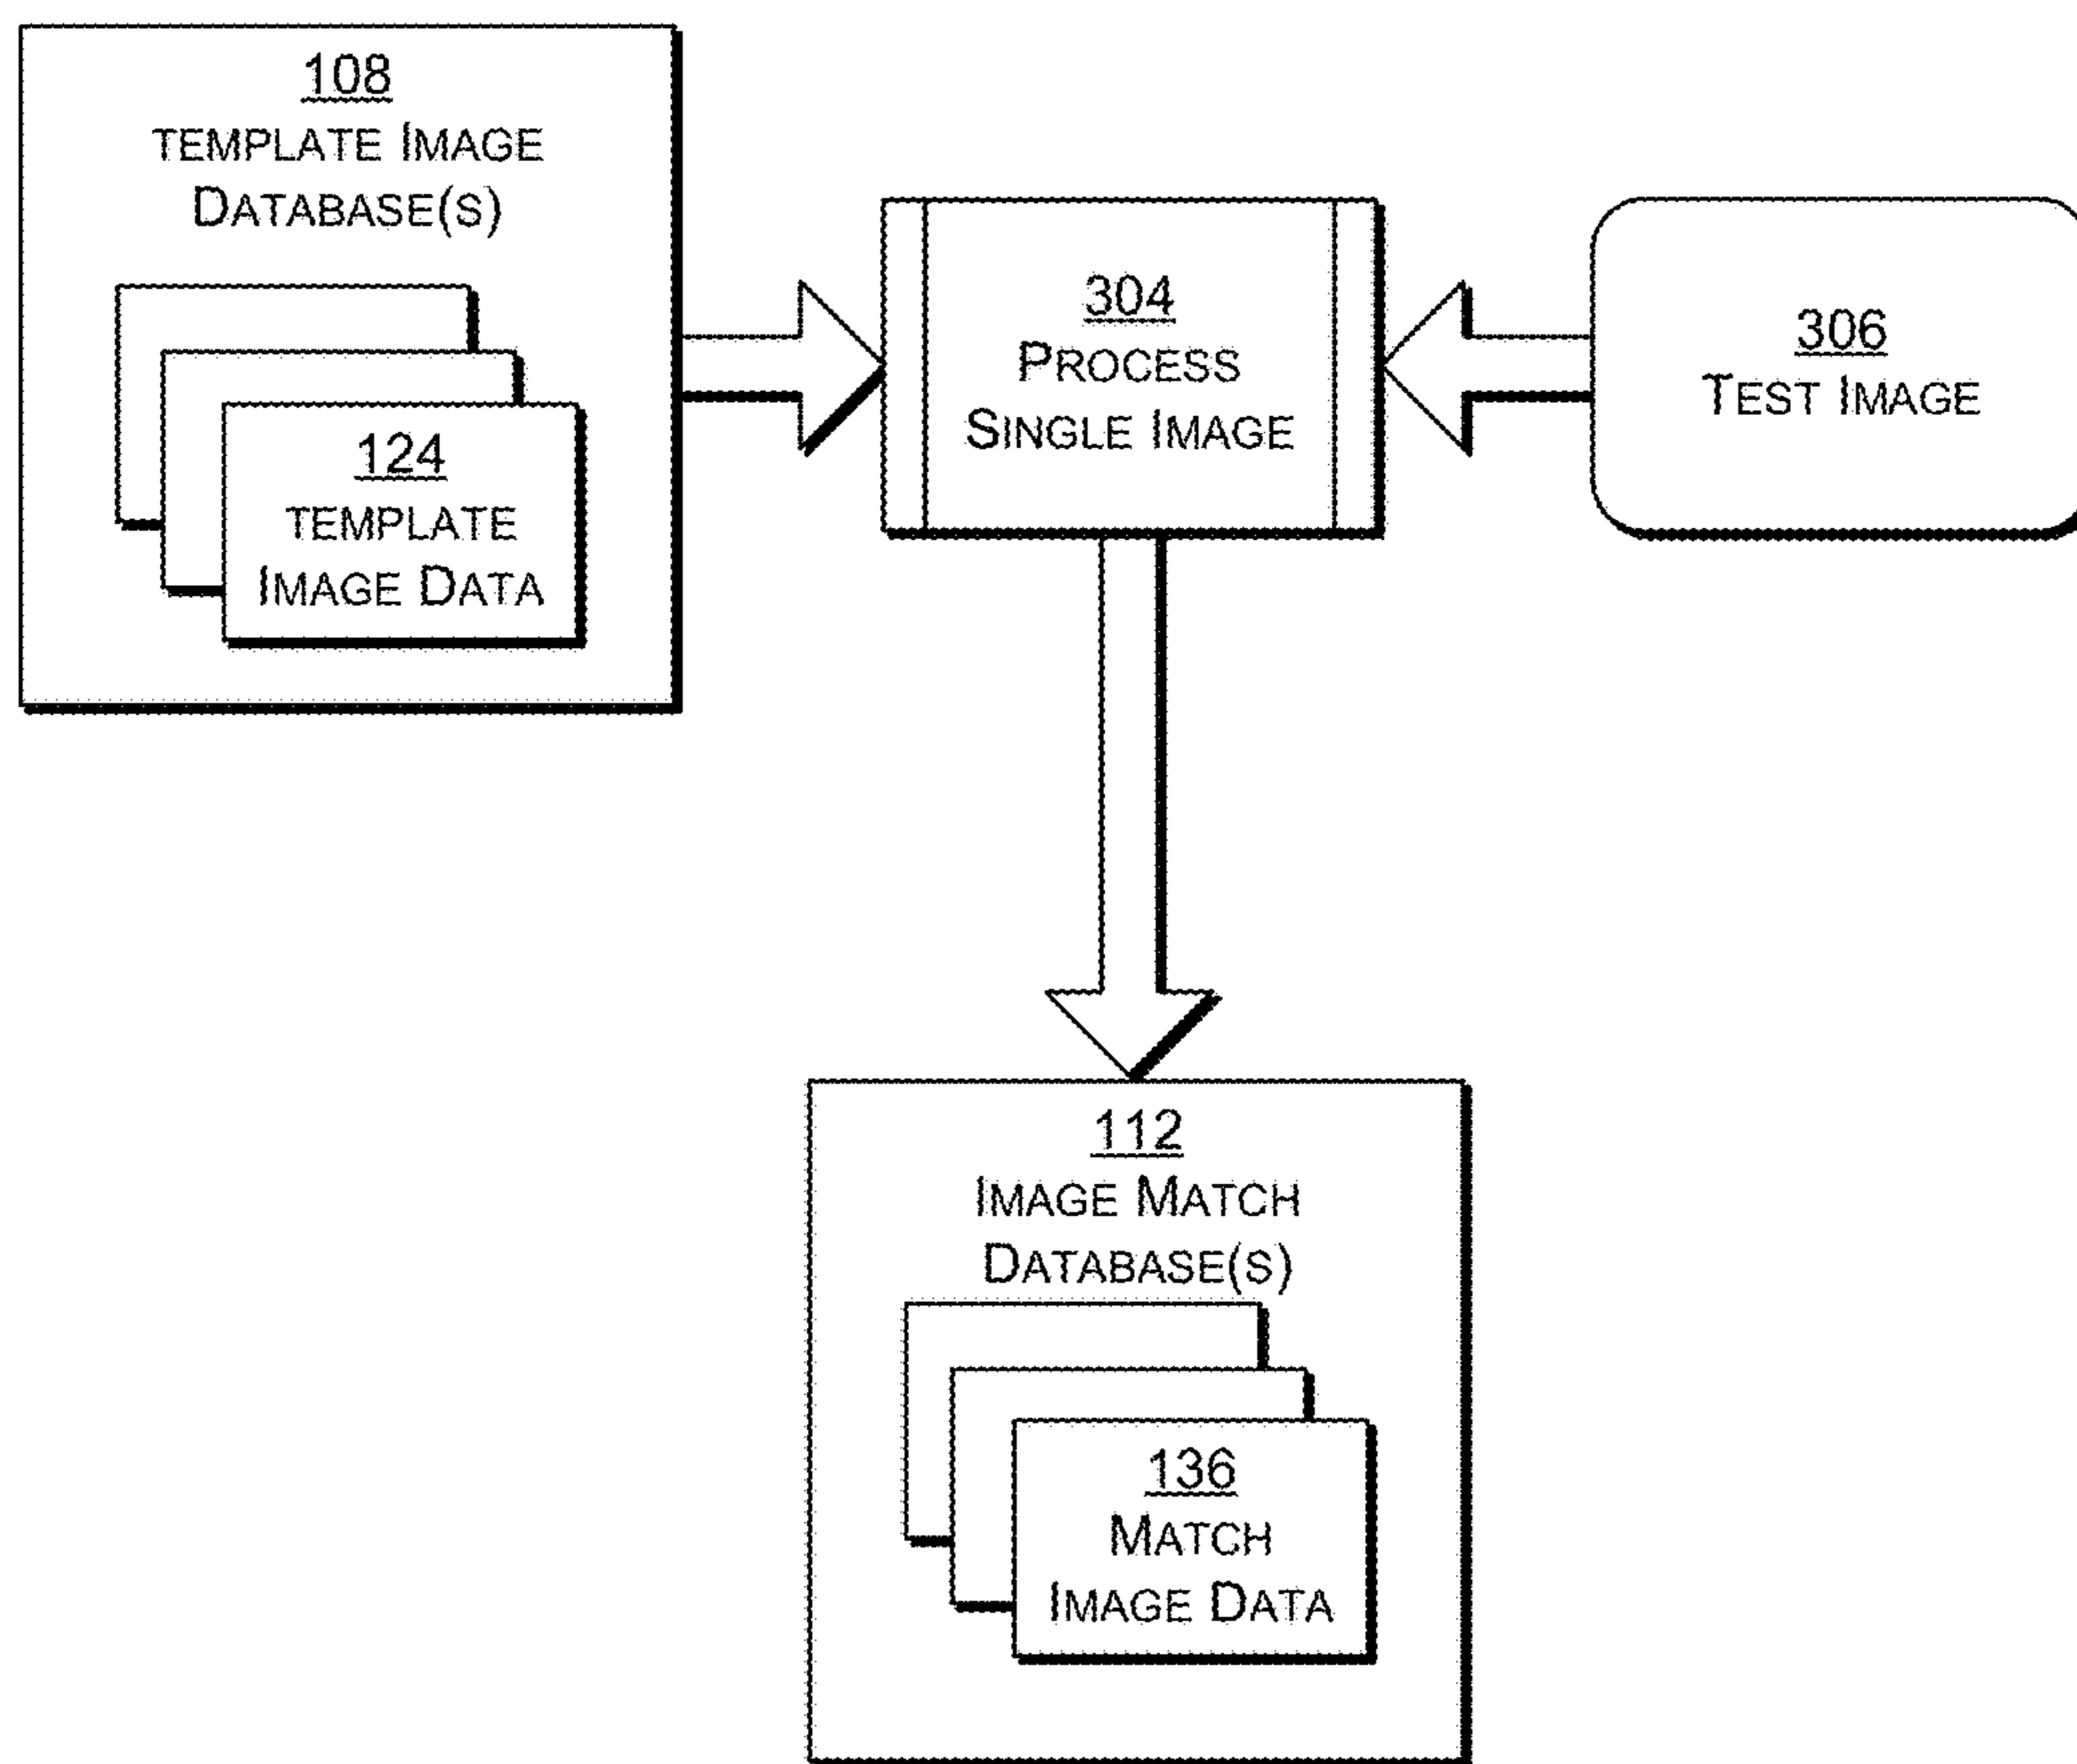 108
TEMPLATE IMAGE
DATABASE(S)
124
TEMPLATE
IMAGE DATA
304
PROCESS
SINGLE IMAGE
306
TEST IMAGE
112
IMAGE MATCH
DATABASE(S)
136
MATCH
IMAGE DATA